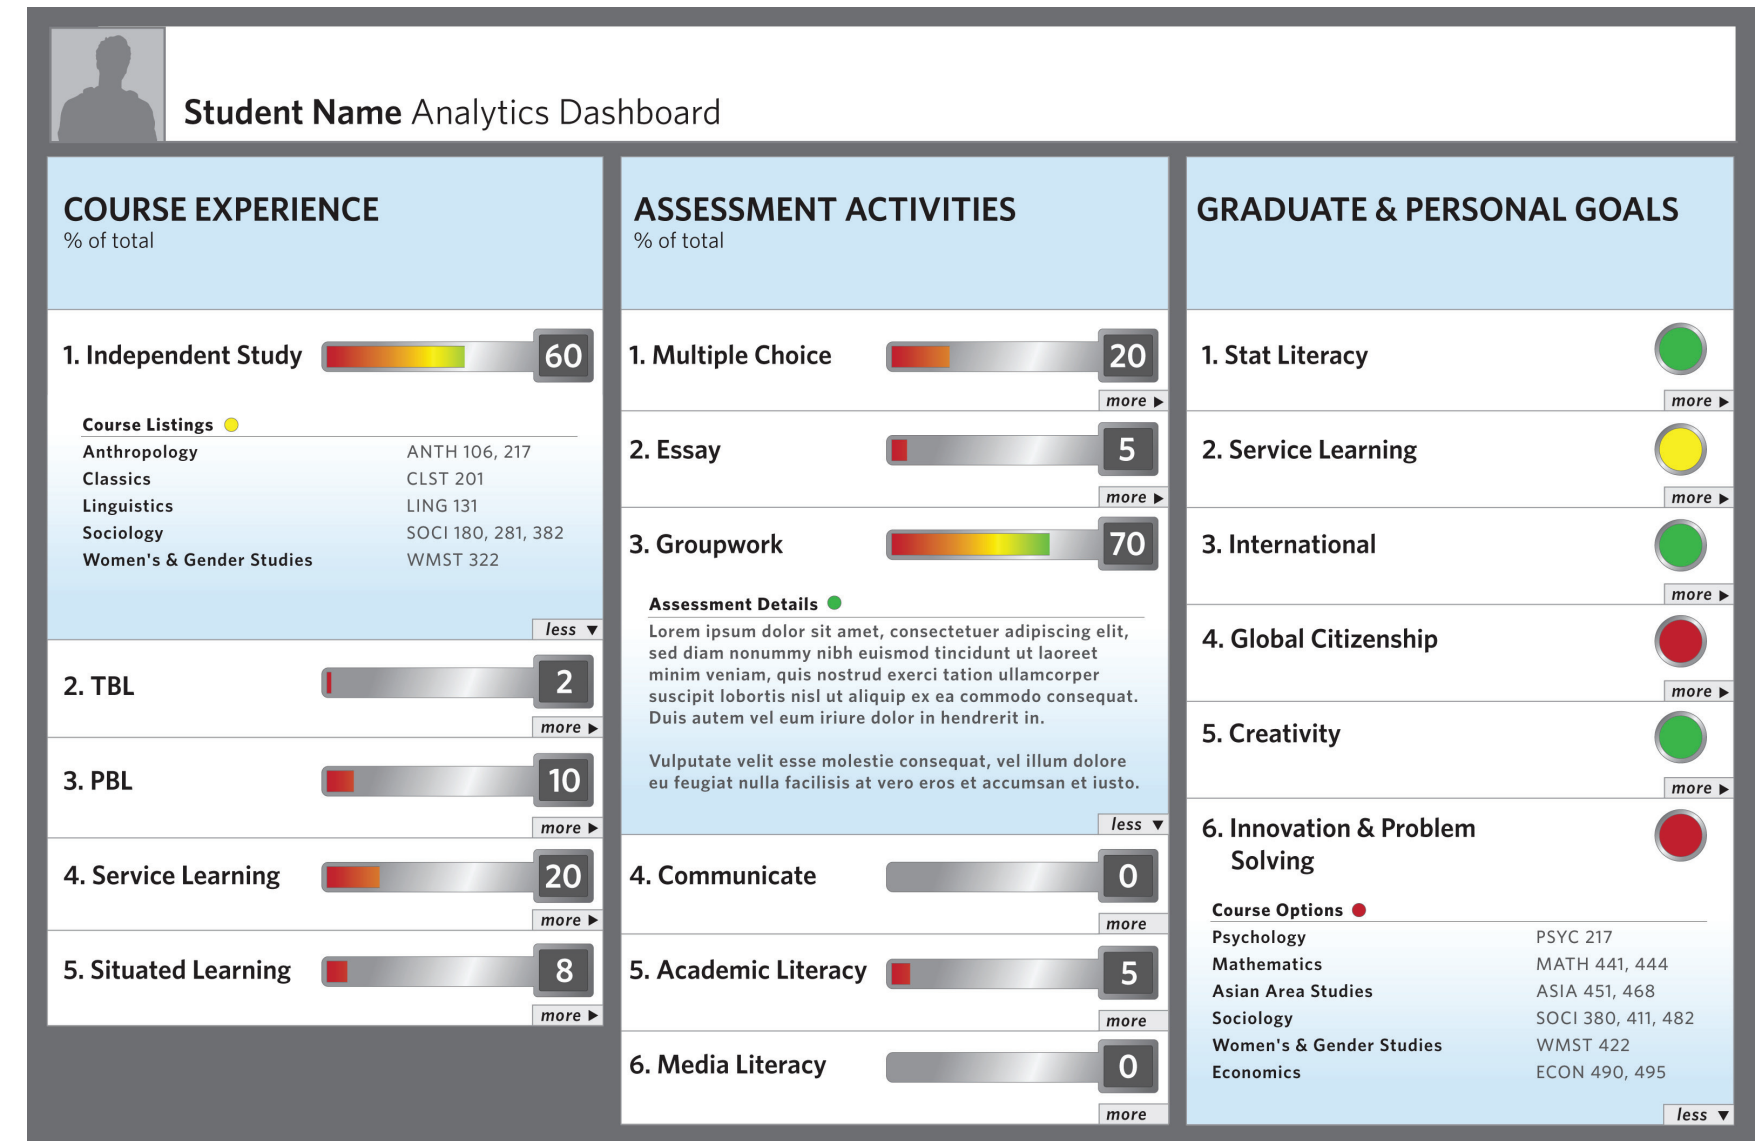 Student Name Analytics Dashboard
COURSE EXPERIENCE
% of total
1. Independent Study 60
Course Listings
Anthropology ANTH 106, 217
Classics CLST 201
Linguistics LING 131
Sociology SOCI 180, 281, 382
Women's & Gender Studies WMST 322
less ▼
2. TBL 2
more ▶
3. PBL 10
more ▶
4. Service Learning 20
more ▶
5. Situated Learning 8
more ▶
ASSESSMENT ACTIVITIES
% of total
1. Multiple Choice 20
more ▶
2. Essay 5
more ▶
3. Groupwork 70
Assessment Details
Lorem ipsum dolor sit amet, consectetuer adipiscing elit,
sed diam nonummy nibh euismod tincidunt ut laoreet
minim veniam, quis nostrud exerci tation ullamcorper
suscipit lobortis nisl ut aliquip ex ea commodo consequat.
Duis autem vel eum iriure dolor in hendrerit in.
Vulputate velit esse molestie consequat, vel illum dolore
eu feugiat nulla facilisis at vero eros et accumsan et iusto.
less ▼
4. Communicate 0
more
5. Academic Literacy 5
more
6. Media Literacy 0
more
GRADUATE & PERSONAL GOALS
1. Stat Literacy
more ▶
2. Service Learning
more ▶
3. International
more ▶
4. Global Citizenship
more ▶
5. Creativity
more ▶
6. Innovation & Problem
Solving
Course Options
Psychology PSYC 217
Mathematics MATH 441, 444
Asian Area Studies ASIA 451, 468
Sociology SOCI 380, 411, 482
Women's & Gender Studies WMST 422
Economics ECON 490, 495
less ▼